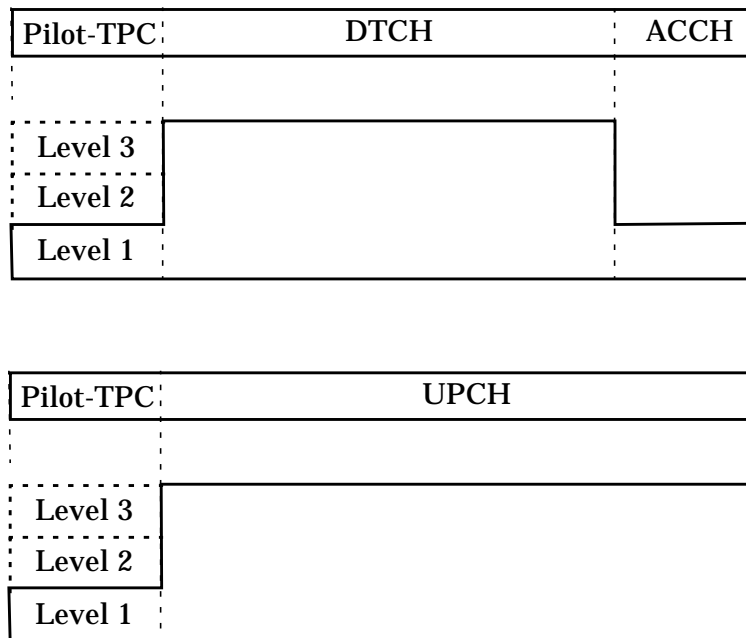 Pilot-TPC DTCH ACCH
Level 3
Level 2
Level 1
Pilot-TPC UPCH
Level 3
Level 2
Level 1